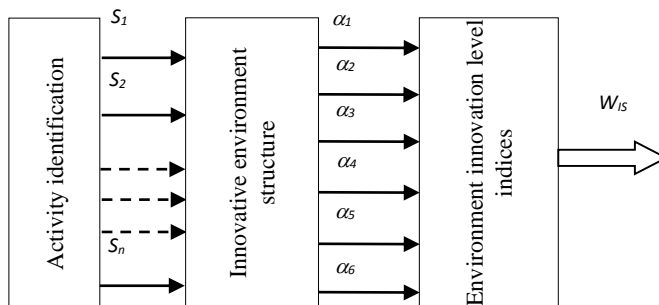 S1
S2
Sn
Activity identification
Innovative environment
structure
α1
α2
α3
α4
α5
α6
Environment innovation level
indices
WIS